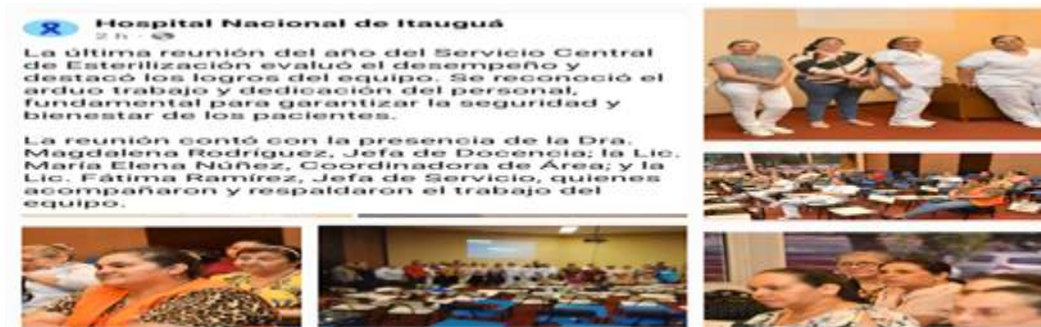 Hospital Nacional de Itauguá
2 h
La última reunión del año del Servicio Central
de Esterilización evaluó el desempeño y
destacó los logros del equipo. Se reconoció el
arduo trabajo y dedicación del personal,
fundamental para garantizar la seguridad y
bienestar de los pacientes.
La reunión contó con la presencia de la Dra.
Magdalena Rodríguez, Jefa de Docencia; la Lic.
María Elena Núñez, Coordinadora de Área; y la
Lic. Fátima Ramírez, Jefa de Servicio, quienes
acompañaron y respaldaron el trabajo del
equipo.